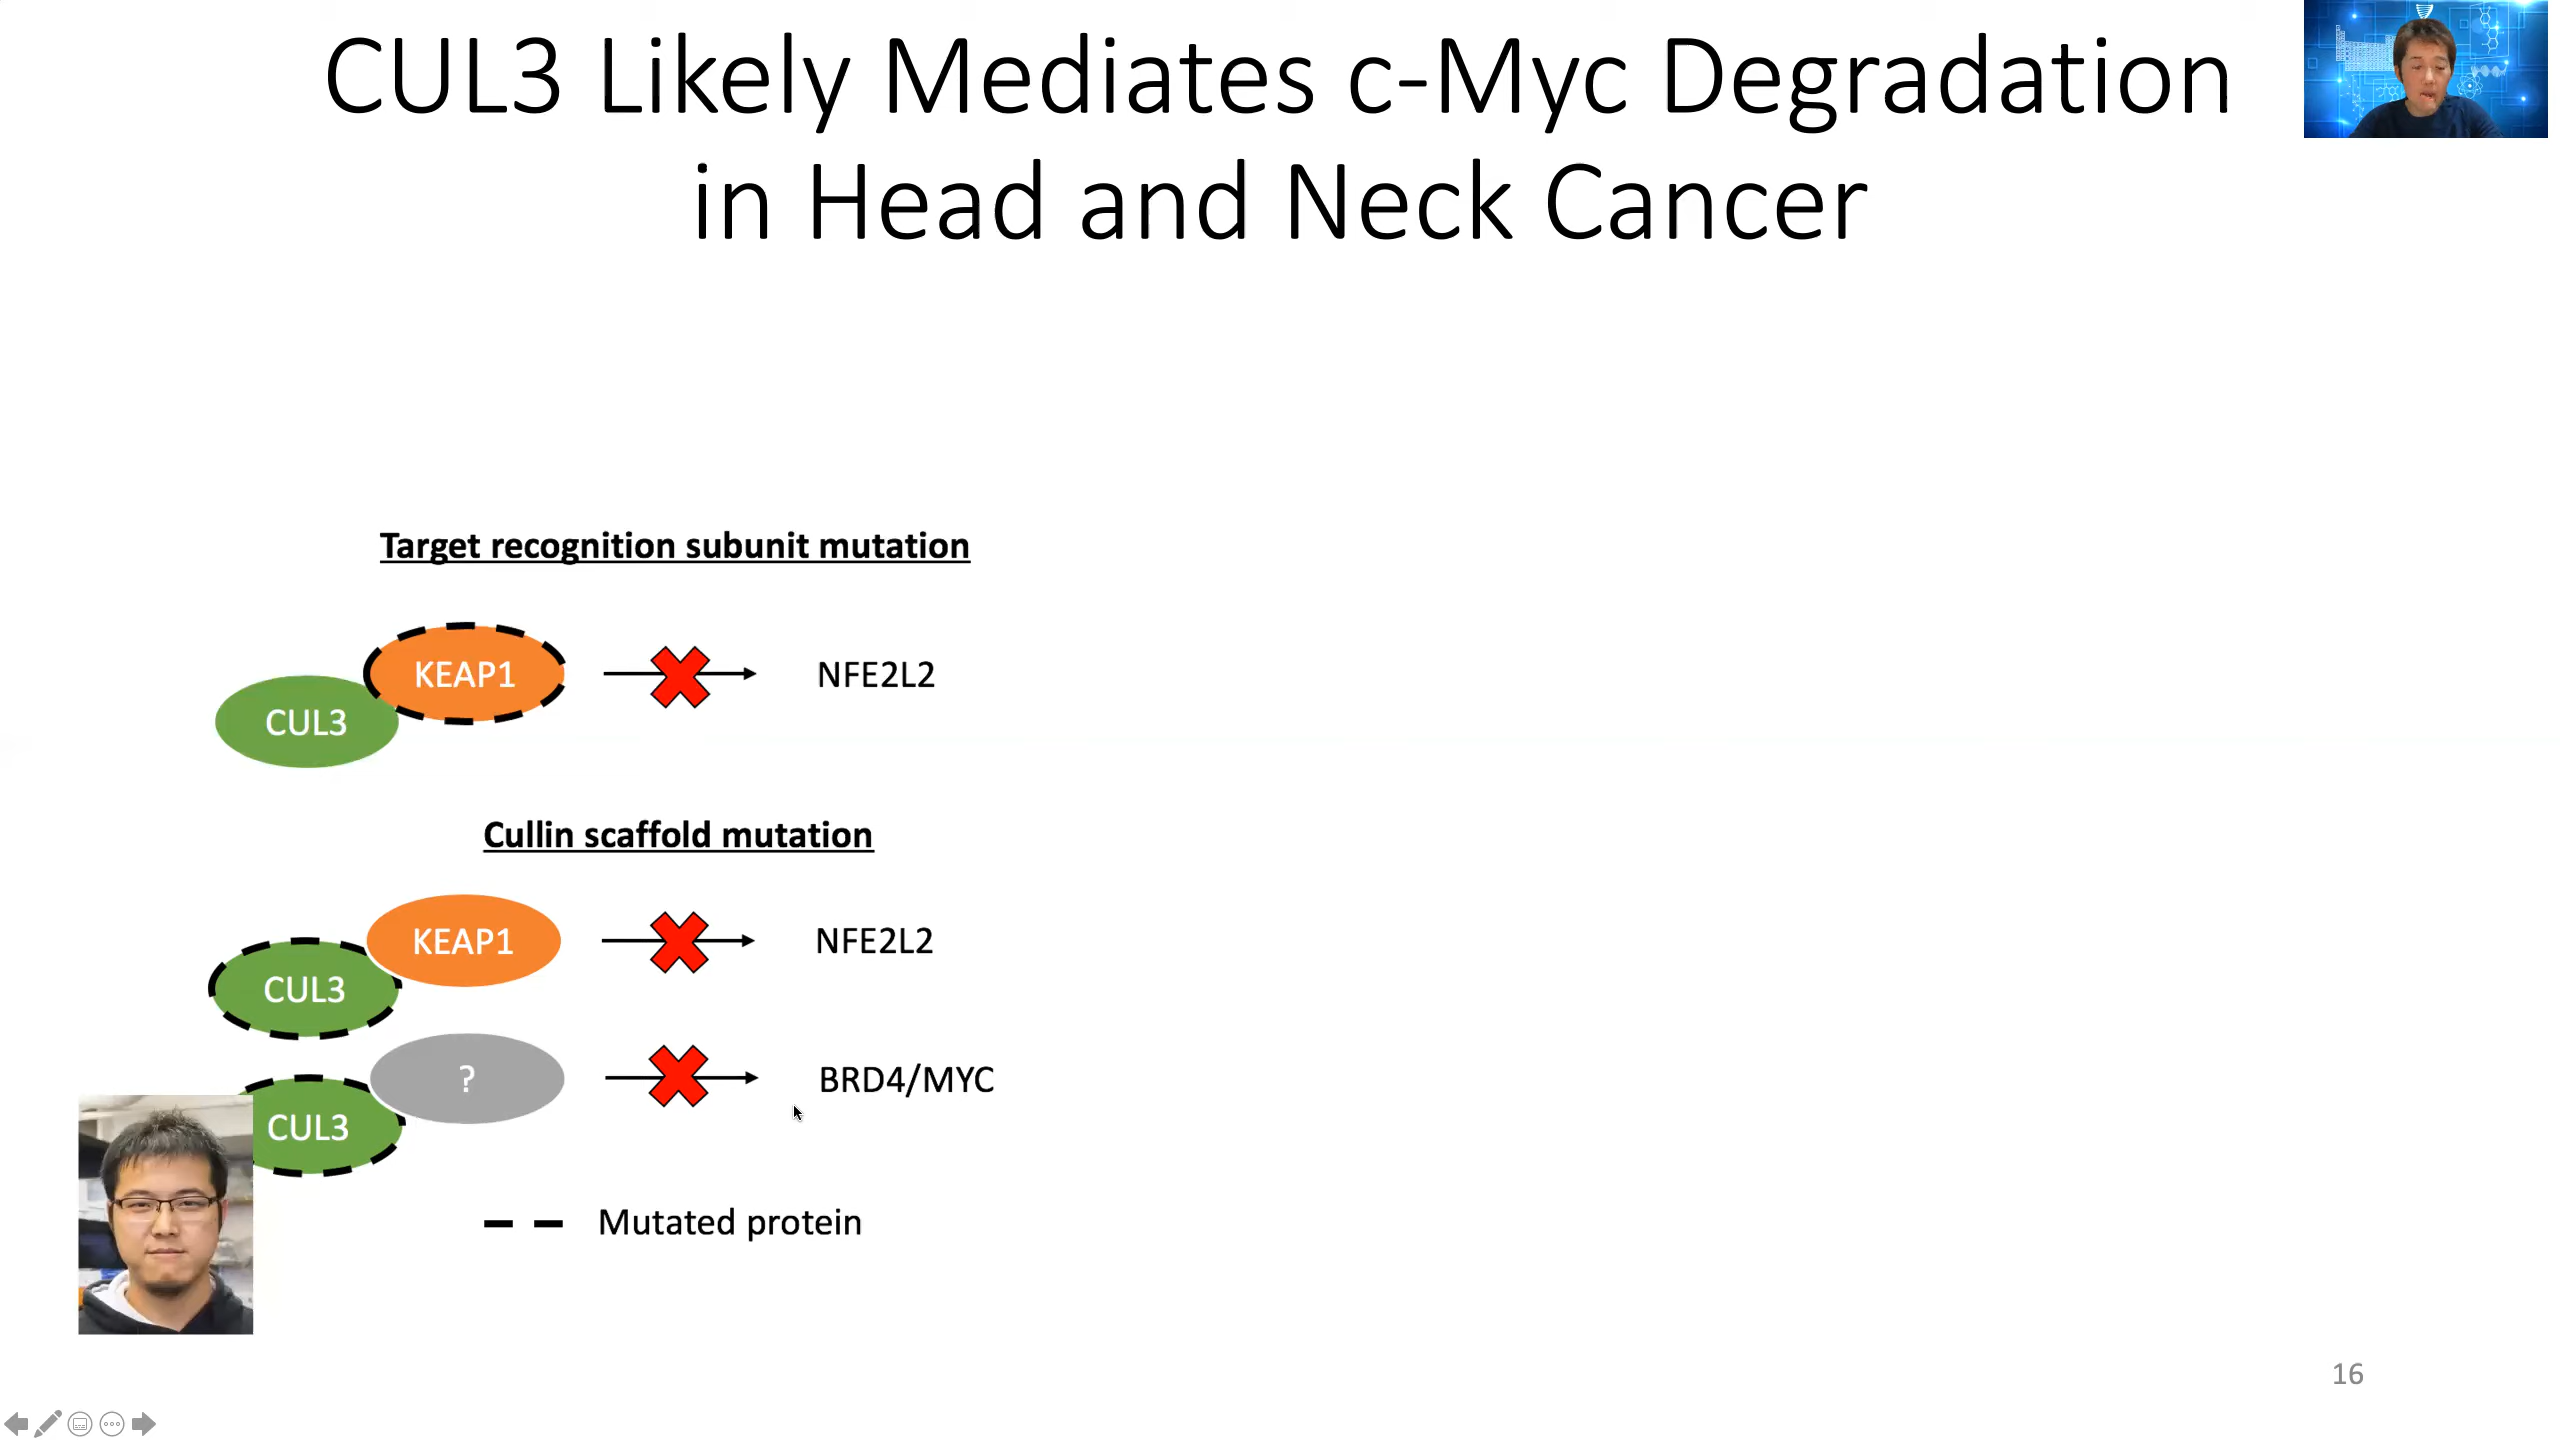 CUL3 Likely Mediates c-Myc Degradation
in Head and Neck Cancer
Target recognition subunit mutation
KEAP1
NFE2L2
CUL3
Cullin scaffold mutation
KEAP1
NFE2L2
CUL3
?
BRD4/MYC
CUL3
Mutated protein
16